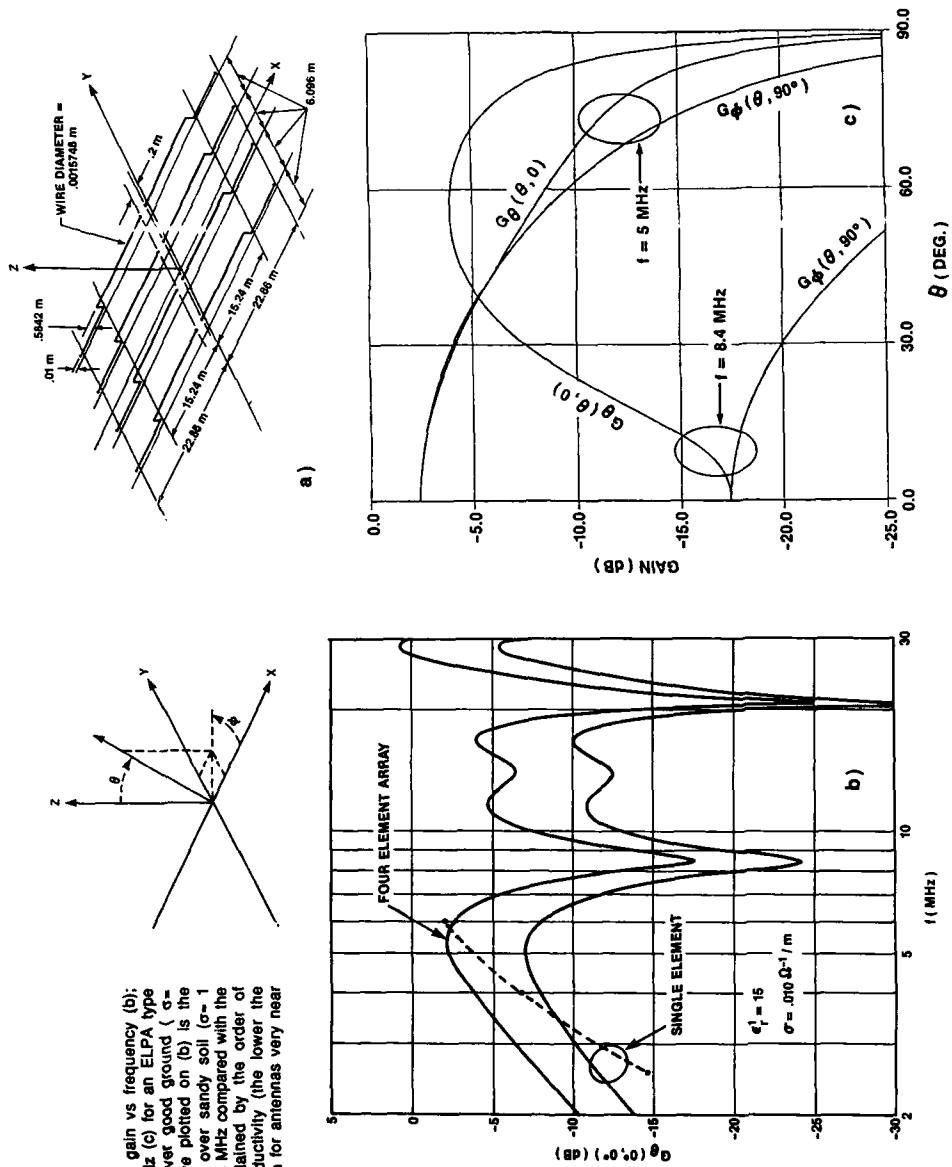 gain vs frequency (b);
lz (c) for an ELPA type
ver good ground ( σ=
ve plotted on (b) is the
over sandy soil (σ= 1
MHz compared with the
lained by the order of
ductivity (the lower the
n for antennas very near
Z
Y
X
θ
ϕ
Z
Y
X
WIRE DIAMETER =
.0015748 m
.2 m
.5842 m
.01 m
15.24 m
22.86 m
15.24 m
22.86 m
6.096 m
a)
5
0
-5
-10
-15
-20
-25
-30
Gθ (0°,0°) (dB)
2
5
10
30
f (MHz)
FOUR ELEMENT ARRAY
SINGLE ELEMENT
ε'r = 15
σ = .010 Ω⁻¹/m
b)
0.0
-5.0
-10.0
-15.0
-20.0
-25.0
GAIN (dB)
0.0
30.0
60.0
90.0
θ (DEG.)
Gθ (θ,0)
Gϕ (θ,90°)
f = 5 MHz
Gθ (θ,0)
f = 8.4 MHz
Gϕ (θ,90°)
c)